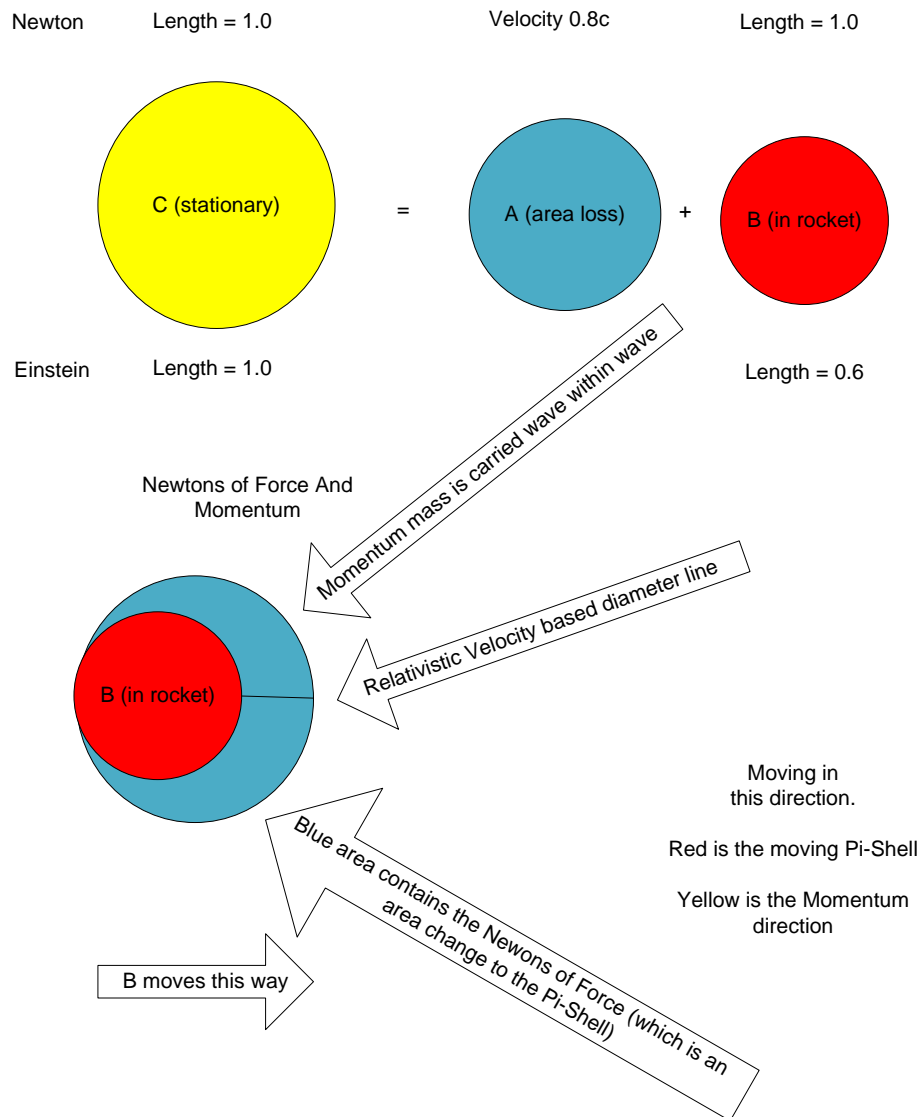 Newton Length = 1.0 Velocity 0.8c Length = 1.0
C (stationary) = A (area loss) + B (in rocket)
Einstein Length = 1.0 Length = 0.6
Momentum mass is carried wave within wave
Newtons of Force And
Momentum
Relativistic Velocity based diameter line
B (in rocket)
Moving in
this direction.
Red is the moving Pi-Shell
Yellow is the Momentum
direction
Blue area contains the Newons of Force (which is an
area change to the Pi-Shell)
B moves this way